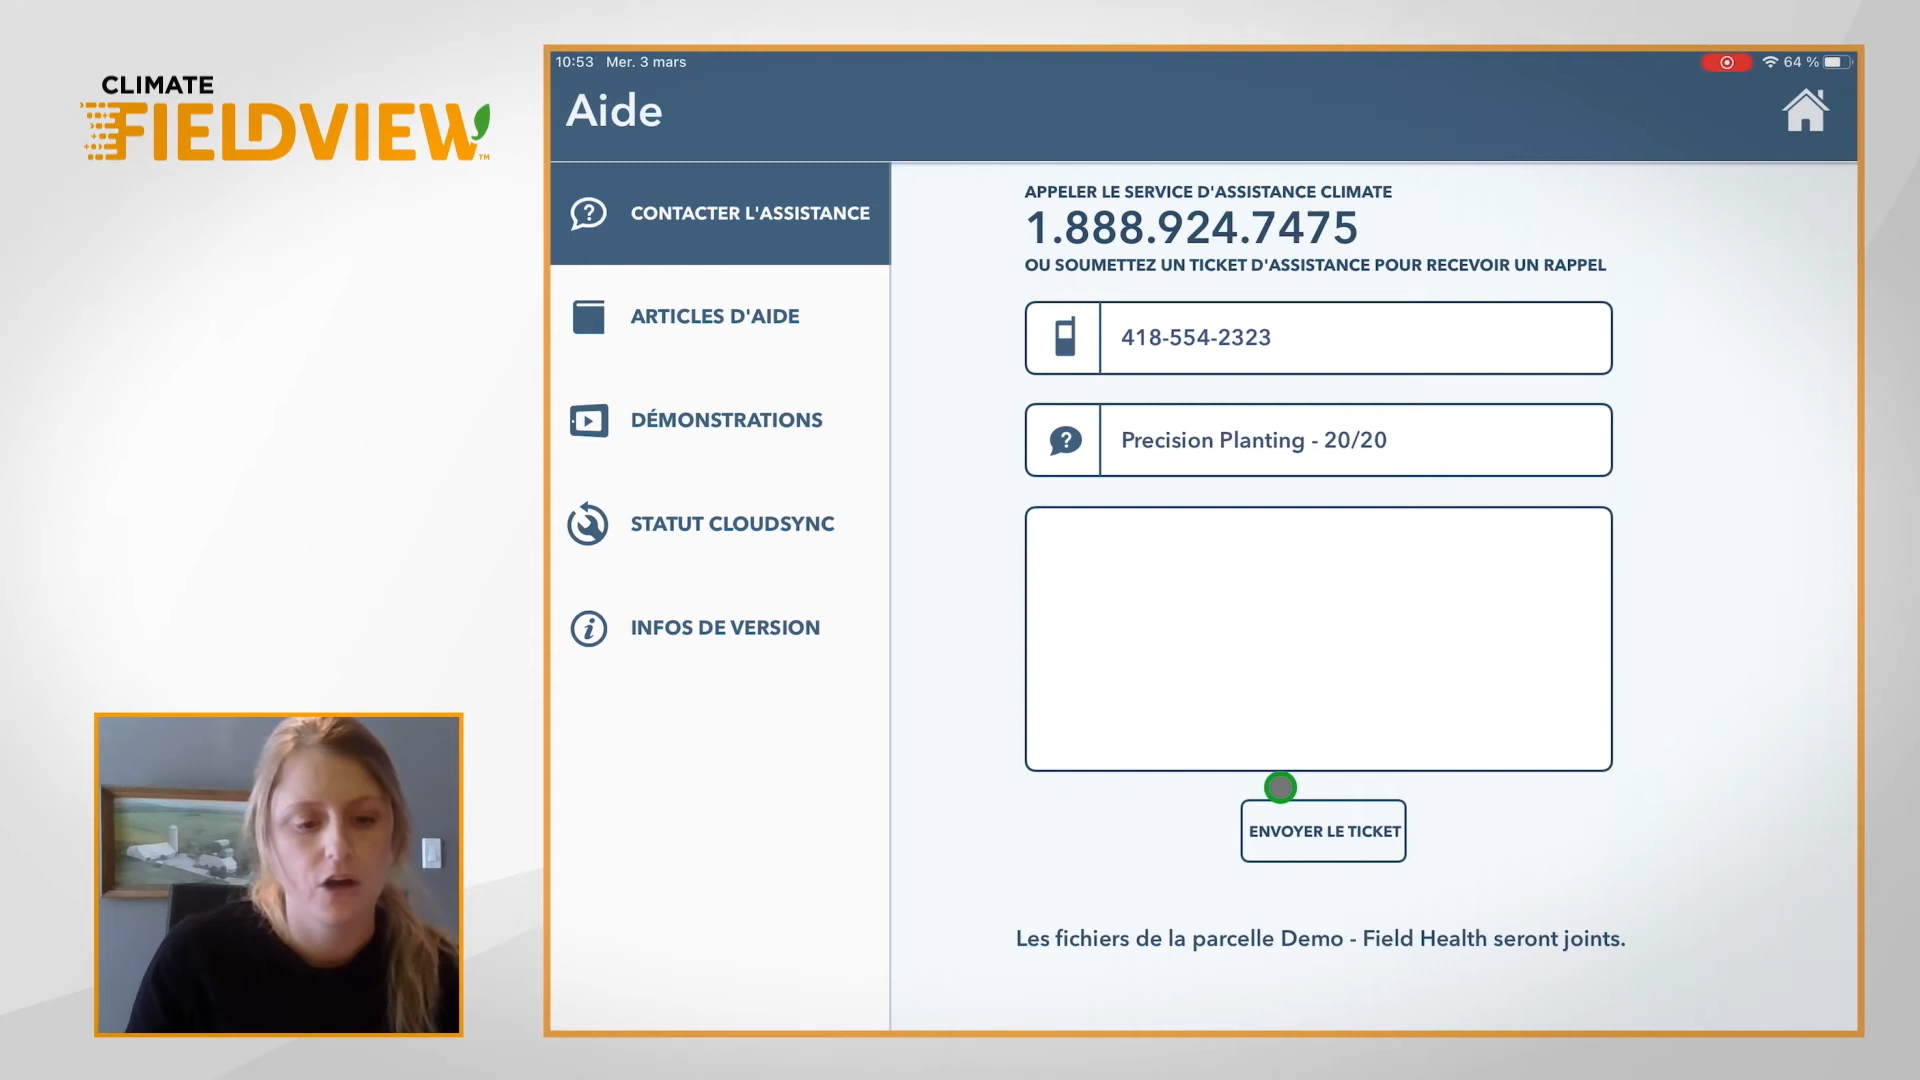 CLIMATE
FIELDVIEW™
10:53 Mer. 3 mars
64 %
Aide
CONTACTER L'ASSISTANCE
ARTICLES D'AIDE
DÉMONSTRATIONS
STATUT CLOUDSYNC
INFOS DE VERSION
APPELER LE SERVICE D'ASSISTANCE CLIMATE
1.888.924.7475
OU SOUMETTEZ UN TICKET D'ASSISTANCE POUR RECEVOIR UN RAPPEL
418-554-2323
Precision Planting - 20/20
ENVOYER LE TICKET
Les fichiers de la parcelle Demo - Field Health seront joints.